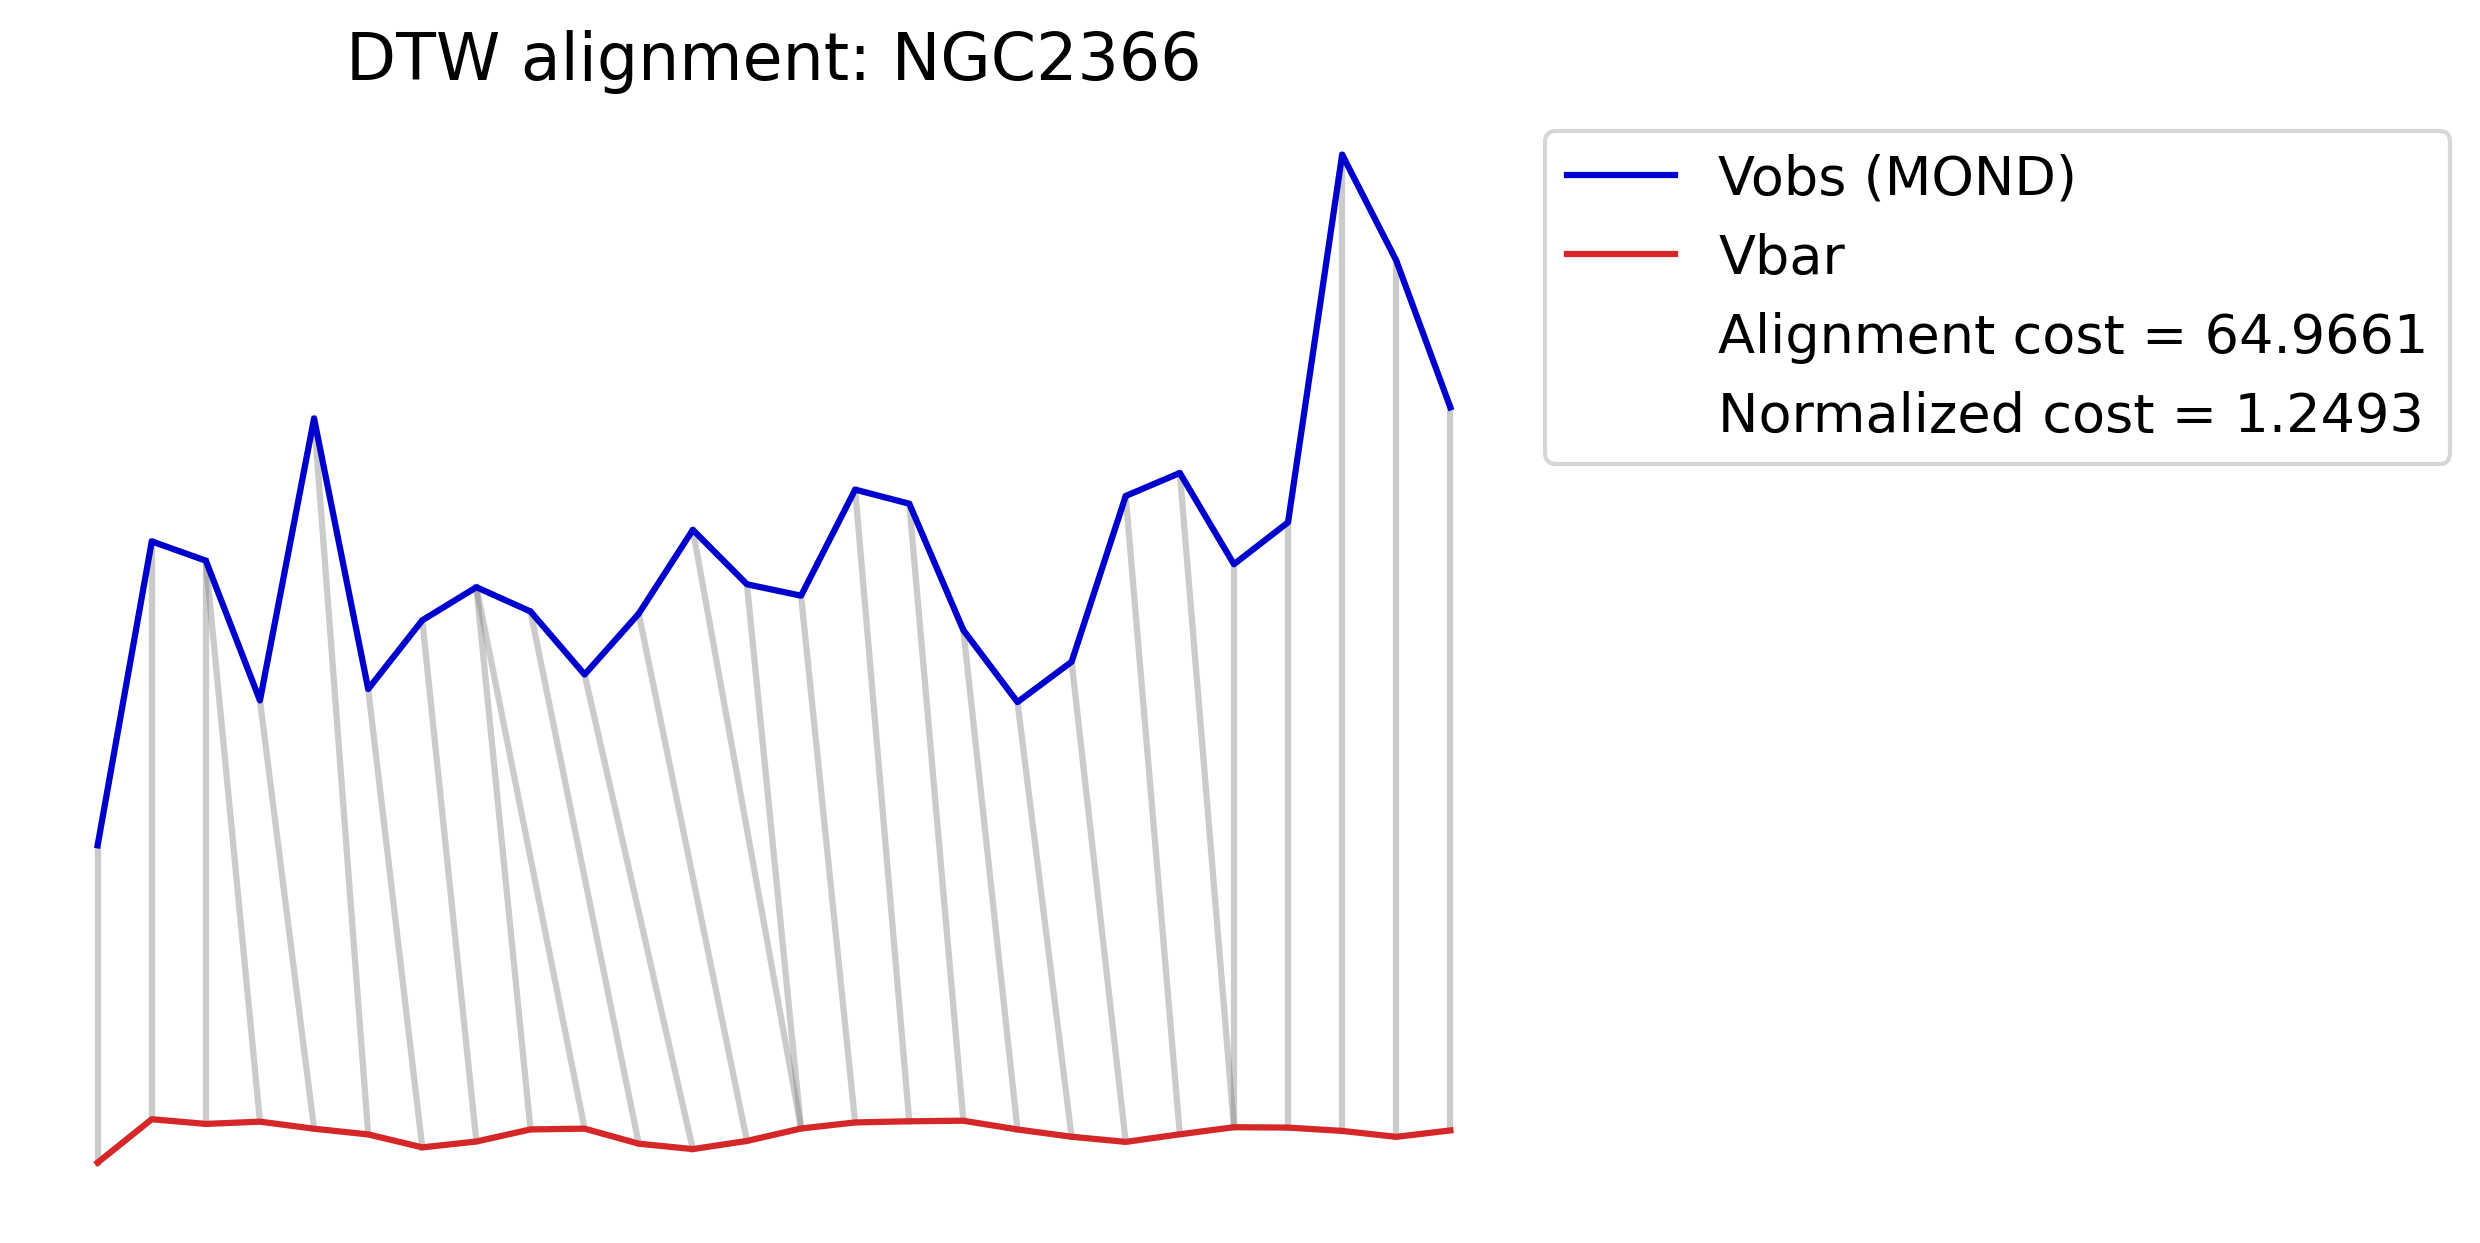 DTW alignment: NGC2366
Vobs (MOND)
Vbar
Alignment cost = 64.9661
Normalized cost = 1.2493